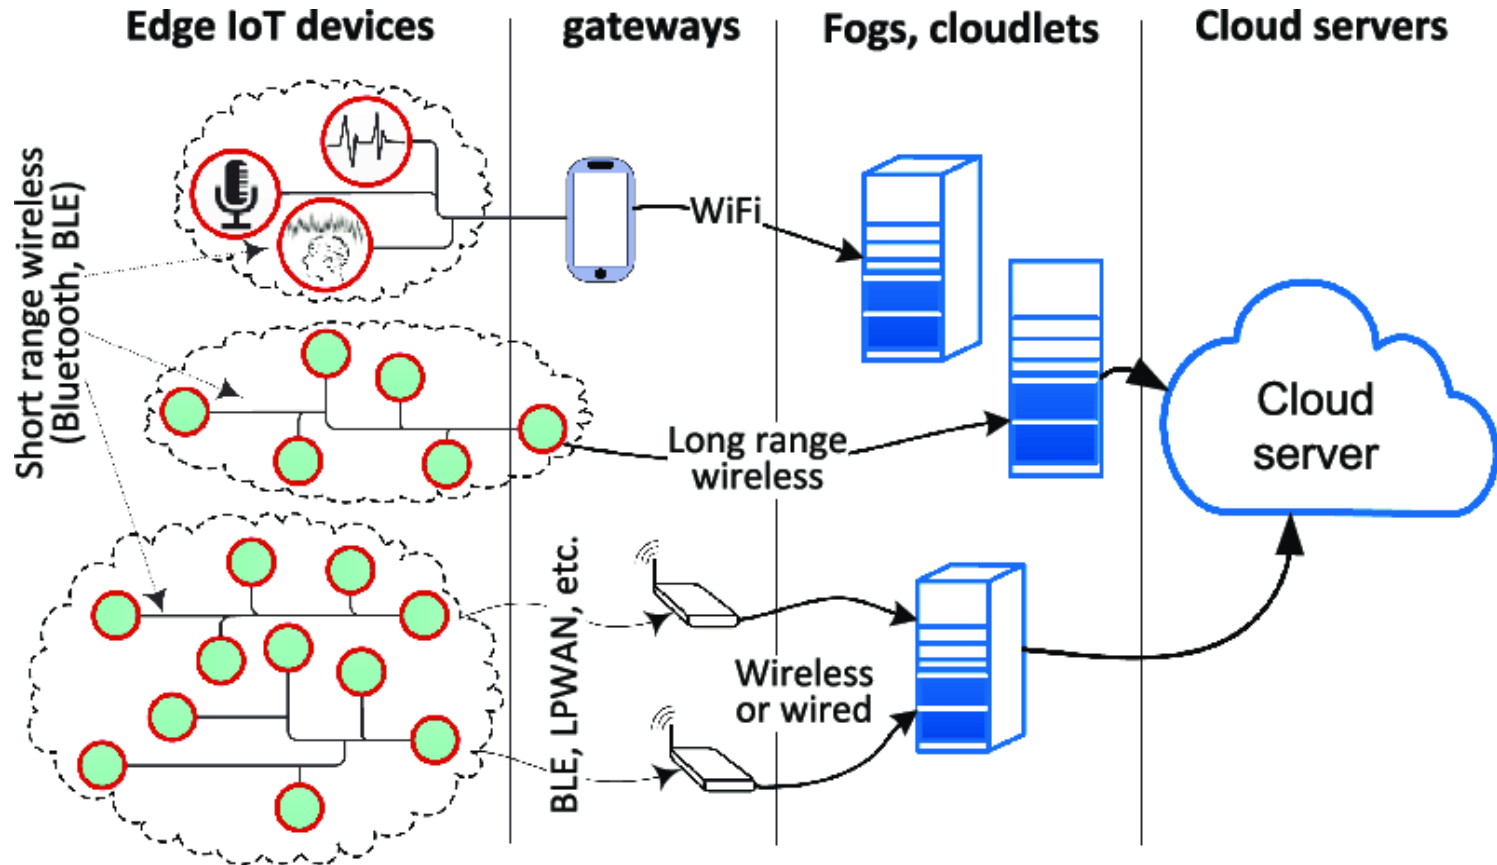 Edge IoT devices
gateways
Fogs, cloudlets
Cloud servers
Short range wireless
(Bluetooth, BLE)
WiFi
Long range
wireless
Cloud
server
BLE, LPWAN, etc.
Wireless
or wired